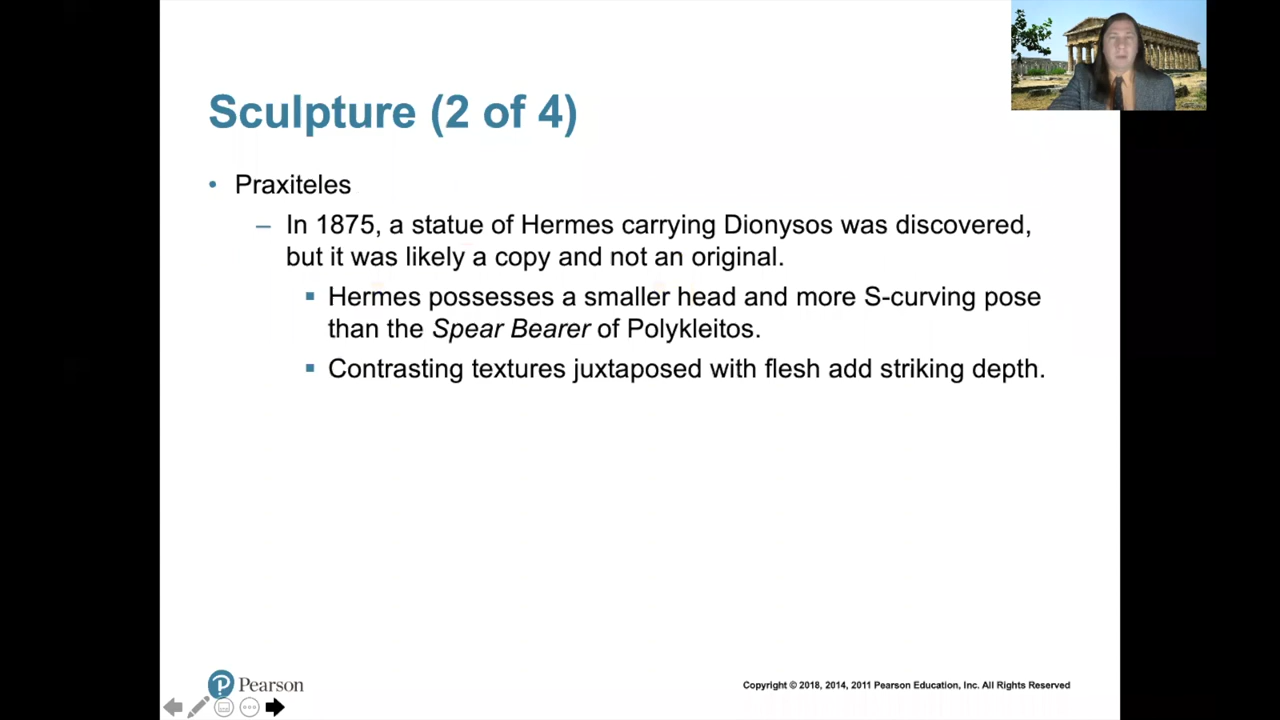 Sculpture (2 of 4)
• Praxiteles
– In 1875, a statue of Hermes carrying Dionysos was discovered,
but it was likely a copy and not an original.
▪ Hermes possesses a smaller head and more S-curving pose
than the Spear Bearer of Polykleitos.
▪ Contrasting textures juxtaposed with flesh add striking depth.
P Pearson
Copyright © 2018, 2014, 2011 Pearson Education, Inc. All Rights Reserved